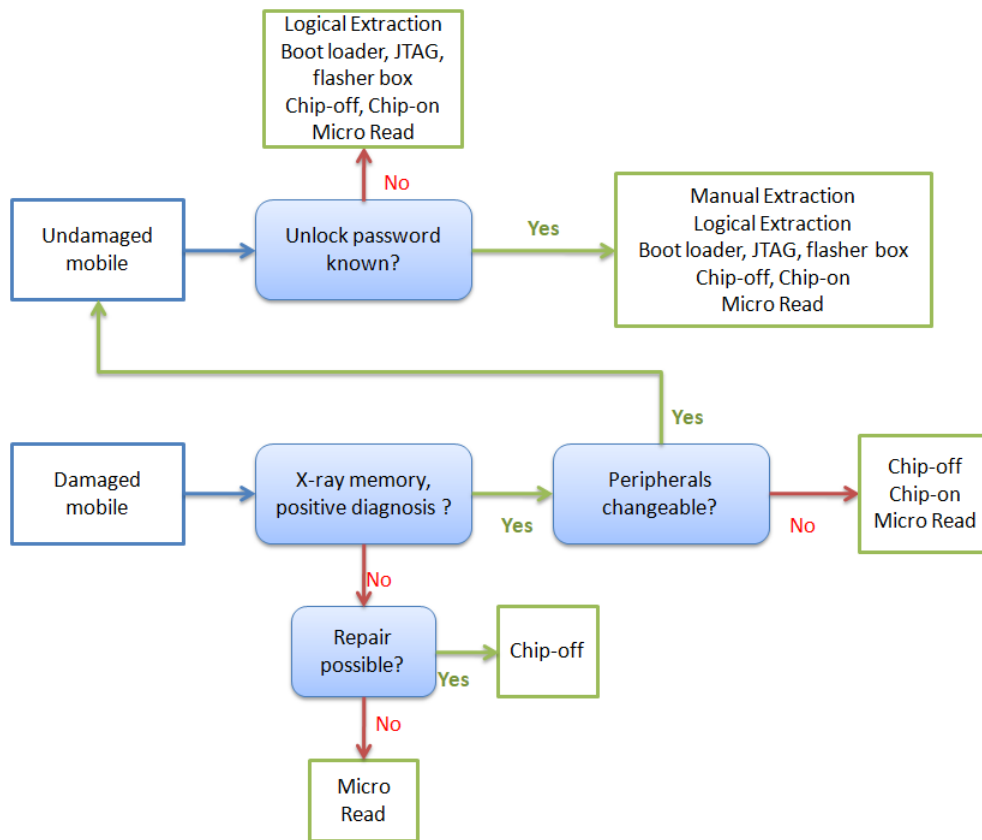 Logical Extraction
Boot loader, JTAG,
flasher box
Chip-off, Chip-on
Micro Read
No
Undamaged
mobile
Unlock password
known?
Yes
Manual Extraction
Logical Extraction
Boot loader, JTAG, flasher box
Chip-off, Chip-on
Micro Read
Yes
Damaged
mobile
X-ray memory,
positive diagnosis ?
Yes
Peripherals
changeable?
No
Chip-off
Chip-on
Micro Read
No
Repair
possible?
Yes
Chip-off
No
Micro
Read